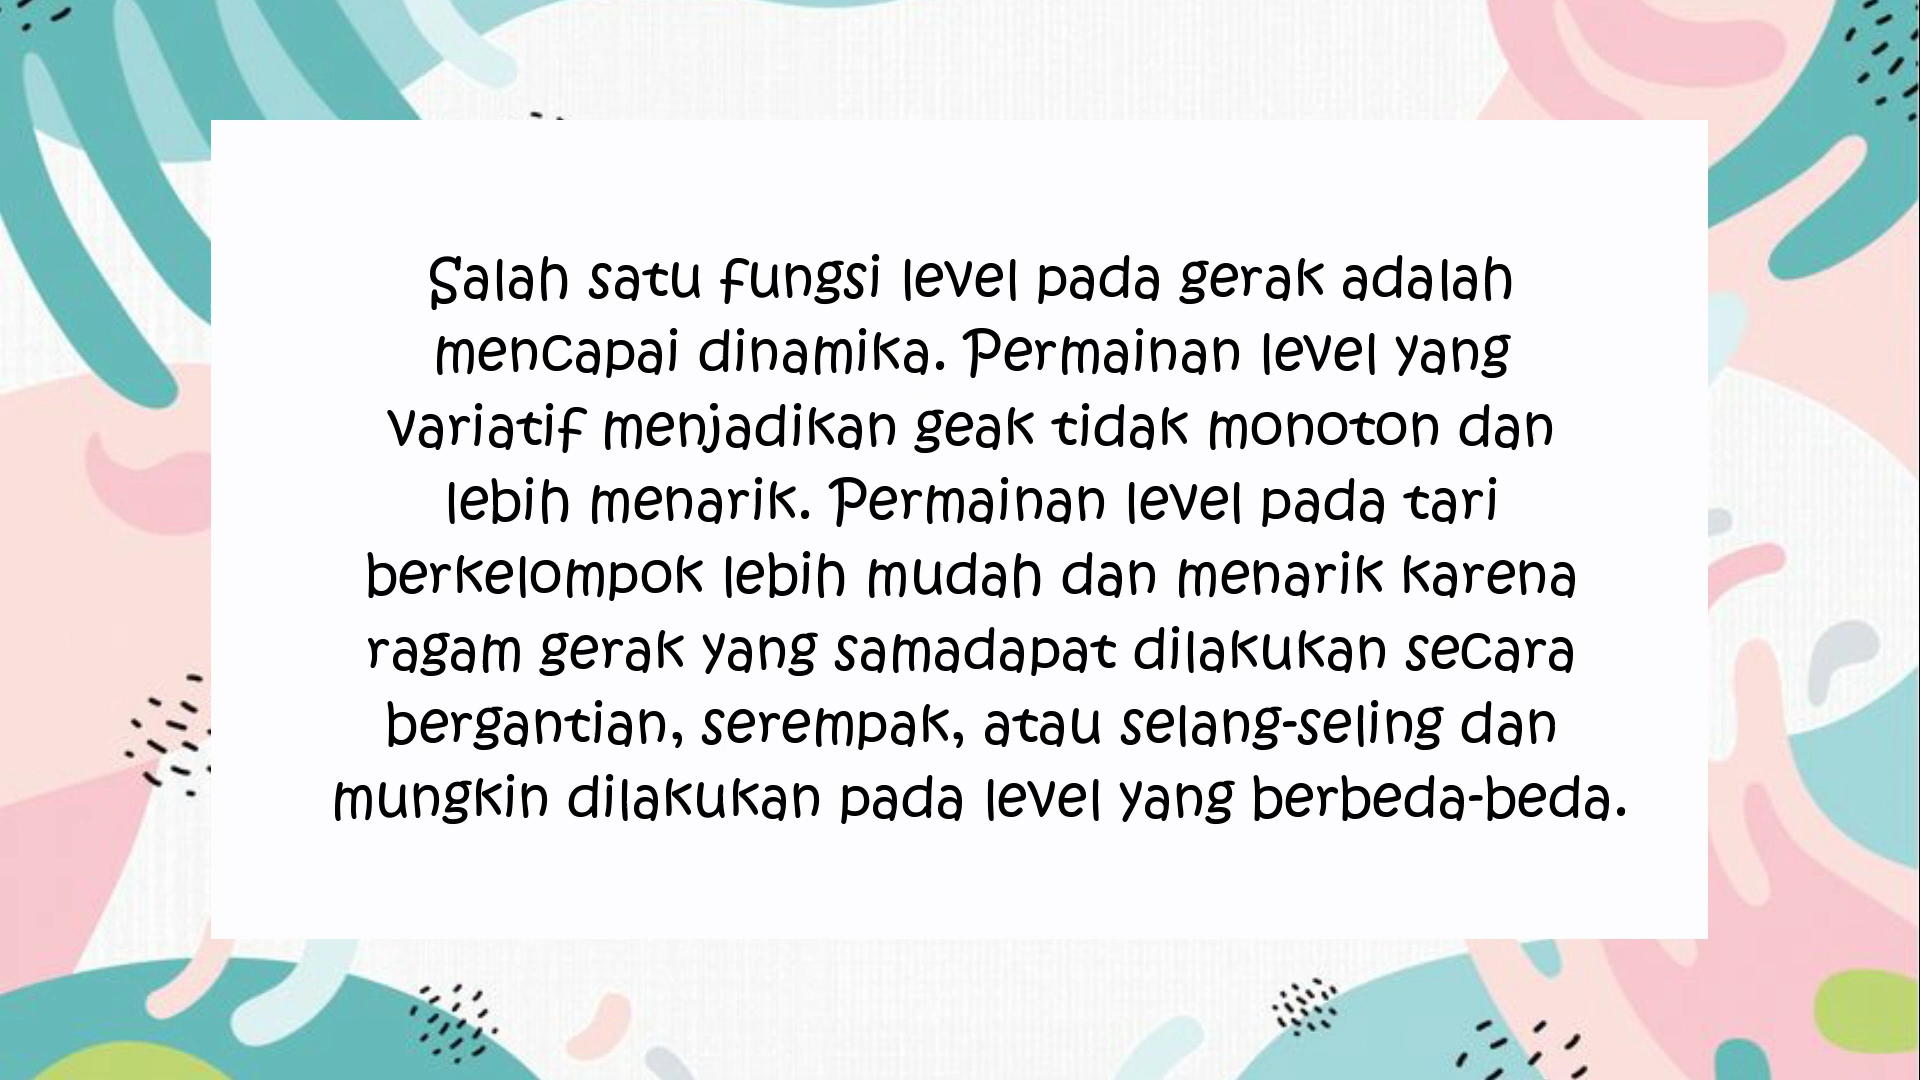 Salah satu fungsi level pada gerak adalah
mencapai dinamika. Permainan level yang
variatif menjadikan geak tidak monoton dan
lebih menarik. Permainan level pada tari
berkelompok lebih mudah dan menarik karena
ragam gerak yang samadapat dilakukan secara
bergantian, serempak, atau selang-seling dan
mungkin dilakukan pada level yang berbeda-beda.